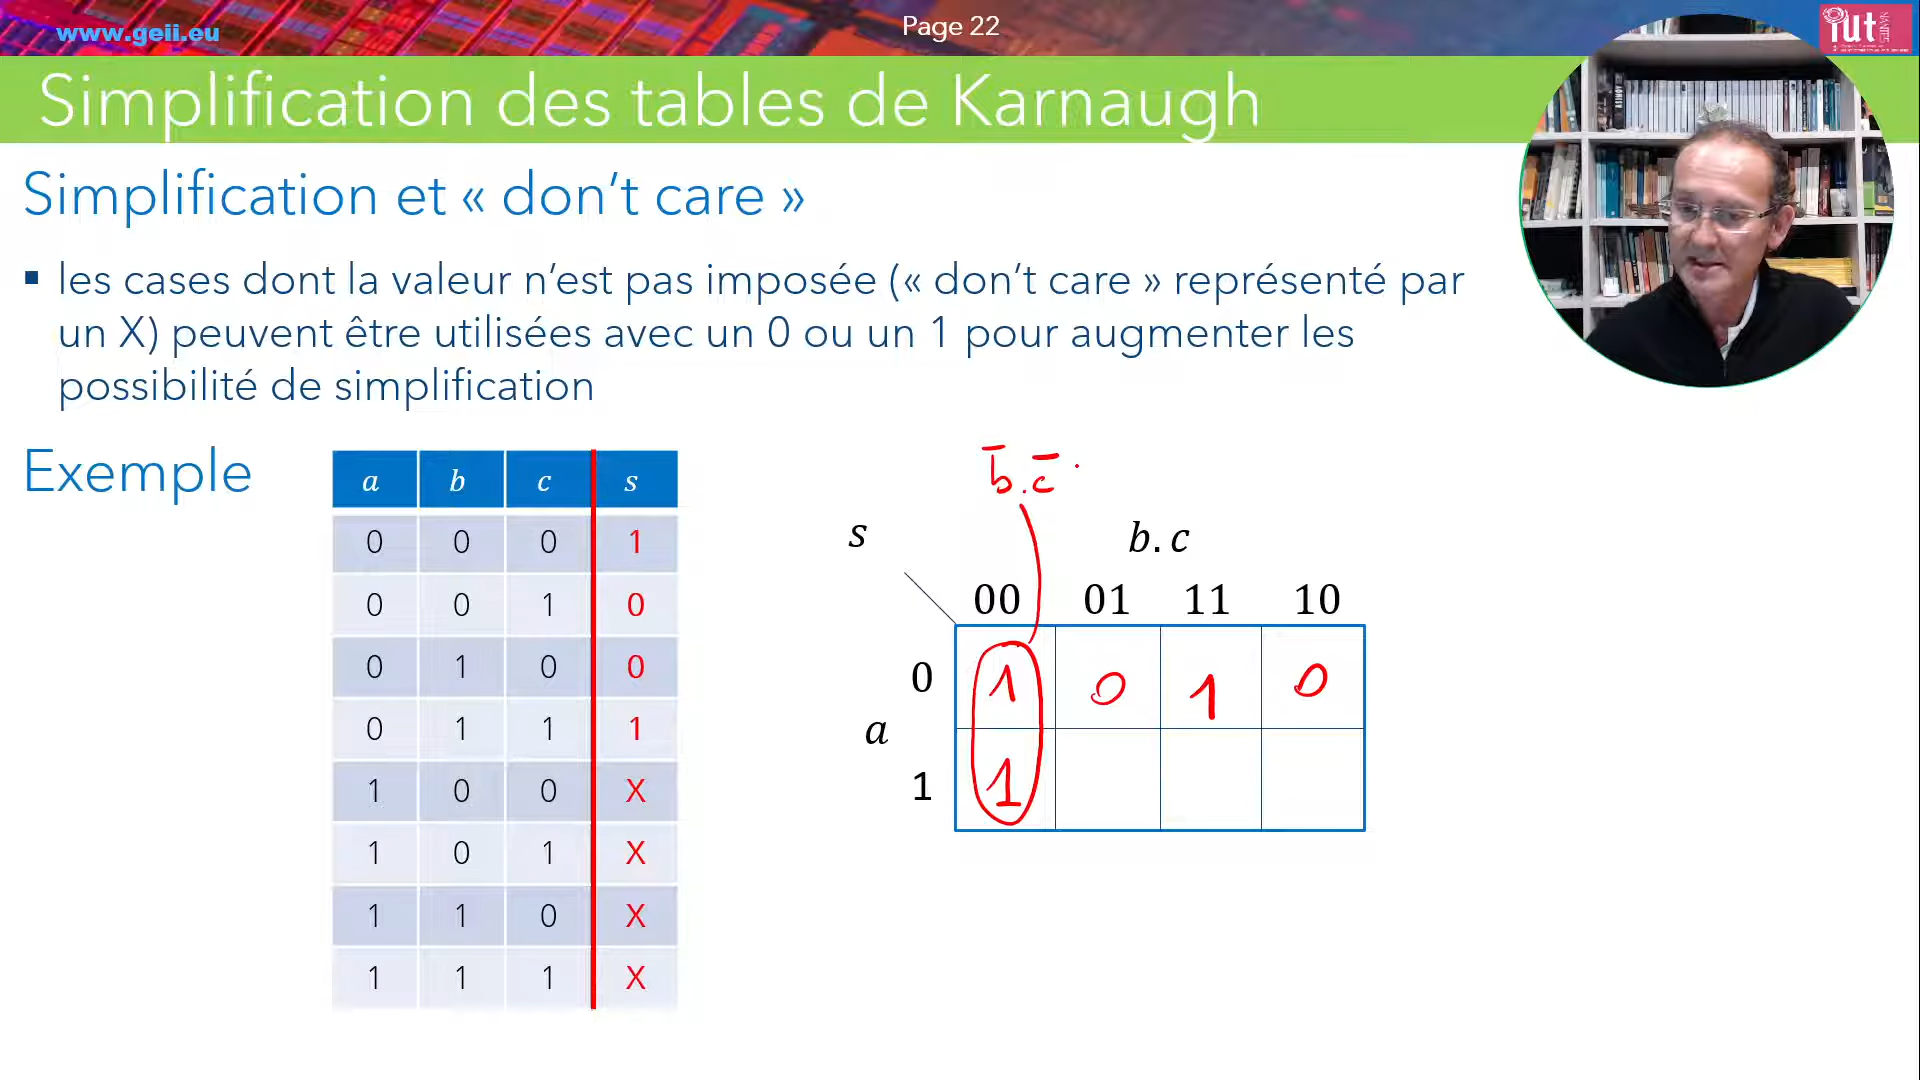 www.geii.eu
Page 22
iut
NANTES
Simplification des tables de Karnaugh
Simplification et « don’t care »
▪ les cases dont la valeur n’est pas imposée (« don’t care » représenté par
un X) peuvent être utilisées avec un 0 ou un 1 pour augmenter les
possibilité de simplification
Exemple
a b c s
0 0 0 1
0 0 1 0
0 1 0 0
0 1 1 1
1 0 0 X
1 0 1 X
1 1 0 X
1 1 1 X
b̅.c̅
s b.c
00 01 11 10
0 1 0 1 0
a
1 1